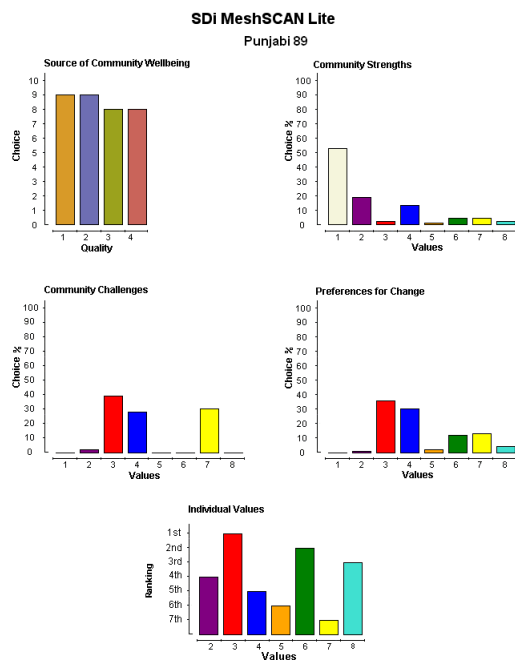 SDi MeshSCAN Lite
Punjabi 89
Source of Community Wellbeing
10
9
8
7
6
5
4
3
2
1
0
Choice
1 2 3 4
Quality
Community Strengths
100
90
80
70
60
50
40
30
20
10
0
Choice %
1 2 3 4 5 6 7 8
Values
Community Challenges
100
90
80
70
60
50
40
30
20
10
0
Choice %
1 2 3 4 5 6 7 8
Values
Preferences for Change
100
90
80
70
60
50
40
30
20
10
0
Choice %
1 2 3 4 5 6 7 8
Values
Individual Values
1st
2nd
3rd
4th
5th
6th
7th
Ranking
2 3 4 5 6 7 8
Values